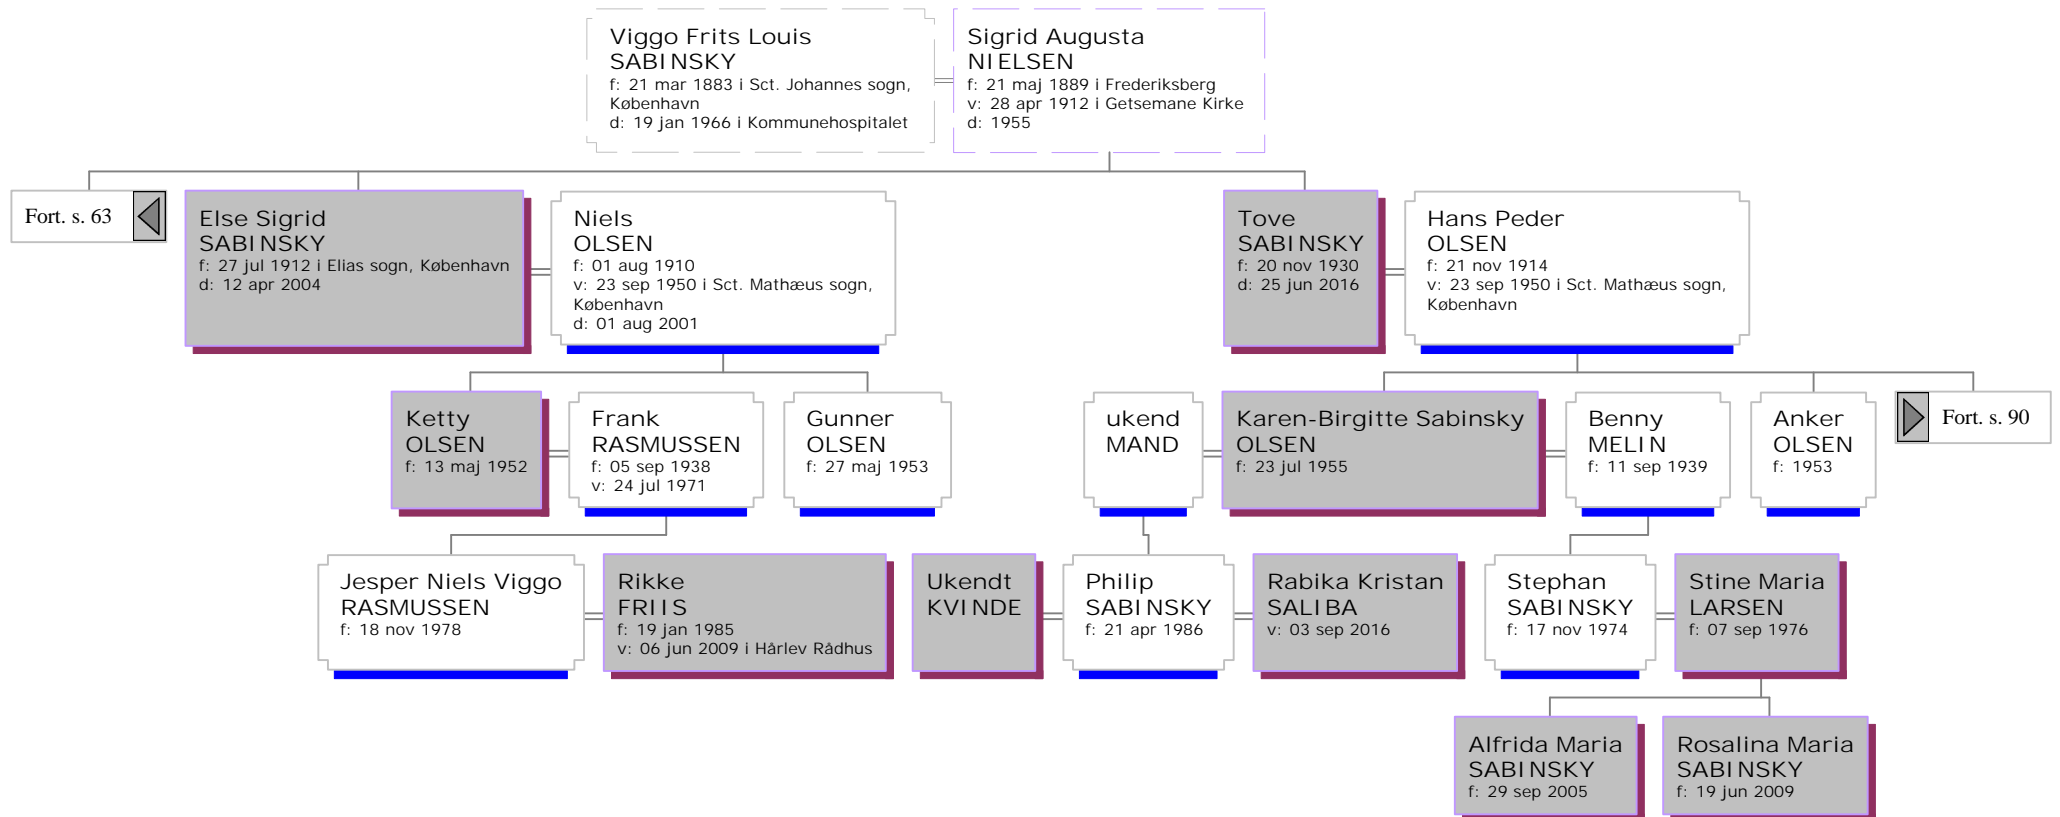 Viggo Frits Louis
SABINSKY
f: 21 mar 1883 i Sct. Johannes sogn,
København
d: 19 jan 1966 i Kommunehospitalet
Sigrid Augusta
NIELSEN
f: 21 maj 1889 i Frederiksberg
v: 28 apr 1912 i Getsemane Kirke
d: 1955
Fort. s. 63
Else Sigrid
SABINSKY
f: 27 jul 1912 i Elias sogn, København
d: 12 apr 2004
Niels
OLSEN
f: 01 aug 1910
v: 23 sep 1950 i Sct. Mathæus sogn,
København
d: 01 aug 2001
Tove
SABINSKY
f: 20 nov 1930
d: 25 jun 2016
Hans Peder
OLSEN
f: 21 nov 1914
v: 23 sep 1950 i Sct. Mathæus sogn,
København
Ketty
OLSEN
f: 13 maj 1952
Frank
RASMUSSEN
f: 05 sep 1938
v: 24 jul 1971
Gunner
OLSEN
f: 27 maj 1953
ukend
MAND
Karen-Birgitte Sabinsky
OLSEN
f: 23 jul 1955
Benny
MELIN
f: 11 sep 1939
Anker
OLSEN
f: 1953
Fort. s. 90
Jesper Niels Viggo
RASMUSSEN
f: 18 nov 1978
Rikke
FRIIS
f: 19 jan 1985
v: 06 jun 2009 i Hårlev Rådhus
Ukendt
KVINDE
Philip
SABINSKY
f: 21 apr 1986
Rabika Kristan
SALIBA
v: 03 sep 2016
Stephan
SABINSKY
f: 17 nov 1974
Stine Maria
LARSEN
f: 07 sep 1976
Alfrida Maria
SABINSKY
f: 29 sep 2005
Rosalina Maria
SABINSKY
f: 19 jun 2009